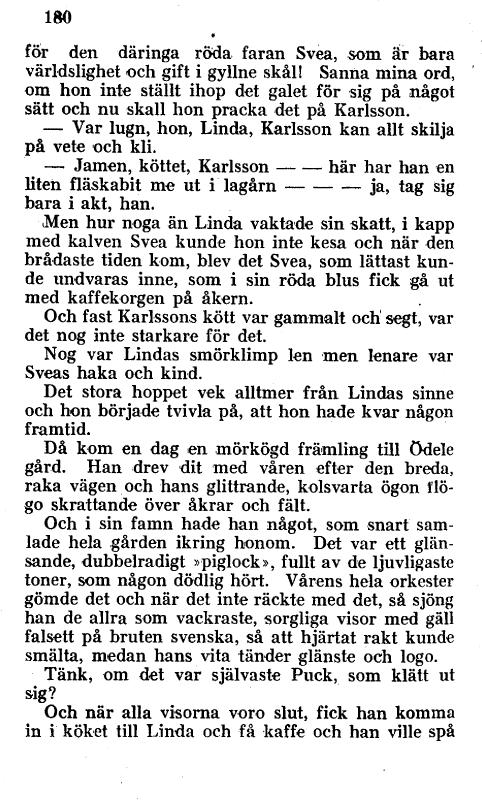 180
för den däringa röda faran Svea, som är bara
världslighet och gift i gyllne skål! Sanna mina ord,
om hon inte ställt ihop det galet för sig på något
sätt och nu skall hon pracka det på Karlsson.
— Var lugn, hon, Linda, Karlsson kan allt skilja
på vete och kli.
— Jamen, köttet, Karlsson — — här har han en
liten fläskabit me ut i lagårn — — — ja, tag sig
bara i akt, han.
Men hur noga än Linda vaktade sin skatt, i kapp
med kalven Svea kunde hon inte kesa och när den
brådaste tiden kom, blev det Svea, som lättast kun-
de undvaras inne, som i sin röda blus fick gå ut
med kaffekorgen på åkern.
Och fast Karlssons kött var gammalt och segt, var
det nog inte starkare för det.
Nog var Lindas smörklimp len men lenare var
Sveas haka och kind.
Det stora hoppet vek alltmer från Lindas sinne
och hon började tvivla på, att hon hade kvar någon
framtid.
Då kom en dag en mörkögd främling till Ödele
gård. Han drev dit med våren efter den breda,
raka vägen och hans glittrande, kolsvarta ögon flö-
go skrattande över åkrar och fält.
Och i sin famn hade han något, som snart sam-
lade hela gården ikring honom. Det var ett glän-
sande, dubbelradigt »piglock», fullt av de ljuvligaste
toner, som någon dödlig hört. Vårens hela orkester
gömde det och när det inte räckte med det, så sjöng
han de allra som vackraste, sorgliga visor med gäll
falsett på bruten svenska, så att hjärtat rakt kunde
smälta, medan hans vita tänder glänste och logo.
Tänk, om det var självaste Puck, som klätt ut
sig?
Och när alla visorna voro slut, fick han komma
in i köket till Linda och få kaffe och han ville spå